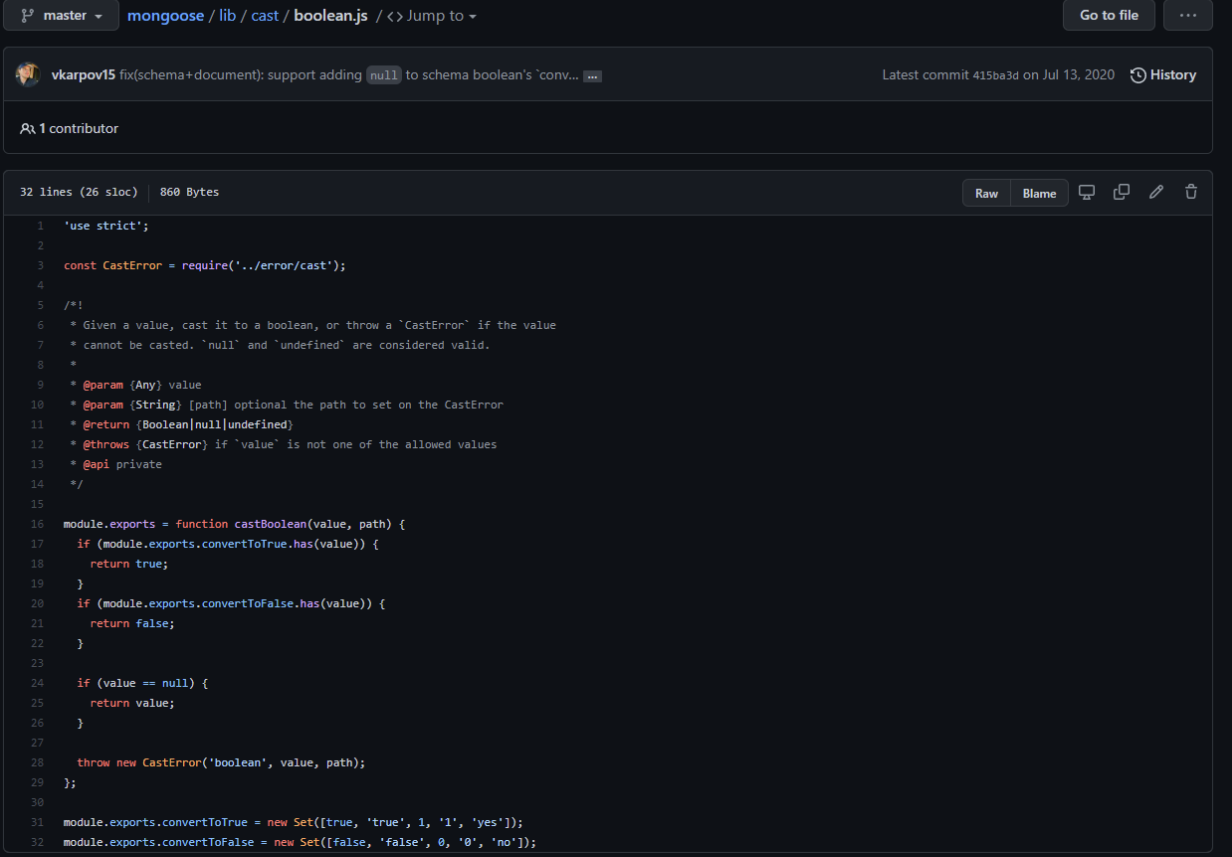 master mongoose / lib / cast / boolean.js / <> Jump to Go to file ...
vkarpov15 fix(schema+document): support adding null to schema boolean's `conv... ... Latest commit 415ba3d on Jul 13, 2020 History
1 contributor
32 lines (26 sloc) 860 Bytes Raw Blame
1 'use strict';
2
3 const CastError = require('../error/cast');
4
5 /*!
6 * Given a value, cast it to a boolean, or throw a `CastError` if the value
7 * cannot be casted. `null` and `undefined` are considered valid.
8 *
9 * @param {Any} value
10 * @param {String} [path] optional the path to set on the CastError
11 * @return {Boolean|null|undefined}
12 * @throws {CastError} if `value` is not one of the allowed values
13 * @api private
14 */
15
16 module.exports = function castBoolean(value, path) {
17 if (module.exports.convertToTrue.has(value)) {
18 return true;
19 }
20 if (module.exports.convertToFalse.has(value)) {
21 return false;
22 }
23
24 if (value == null) {
25 return value;
26 }
27
28 throw new CastError('boolean', value, path);
29 };
30
31 module.exports.convertToTrue = new Set([true, 'true', 1, '1', 'yes']);
32 module.exports.convertToFalse = new Set([false, 'false', 0, '0', 'no']);